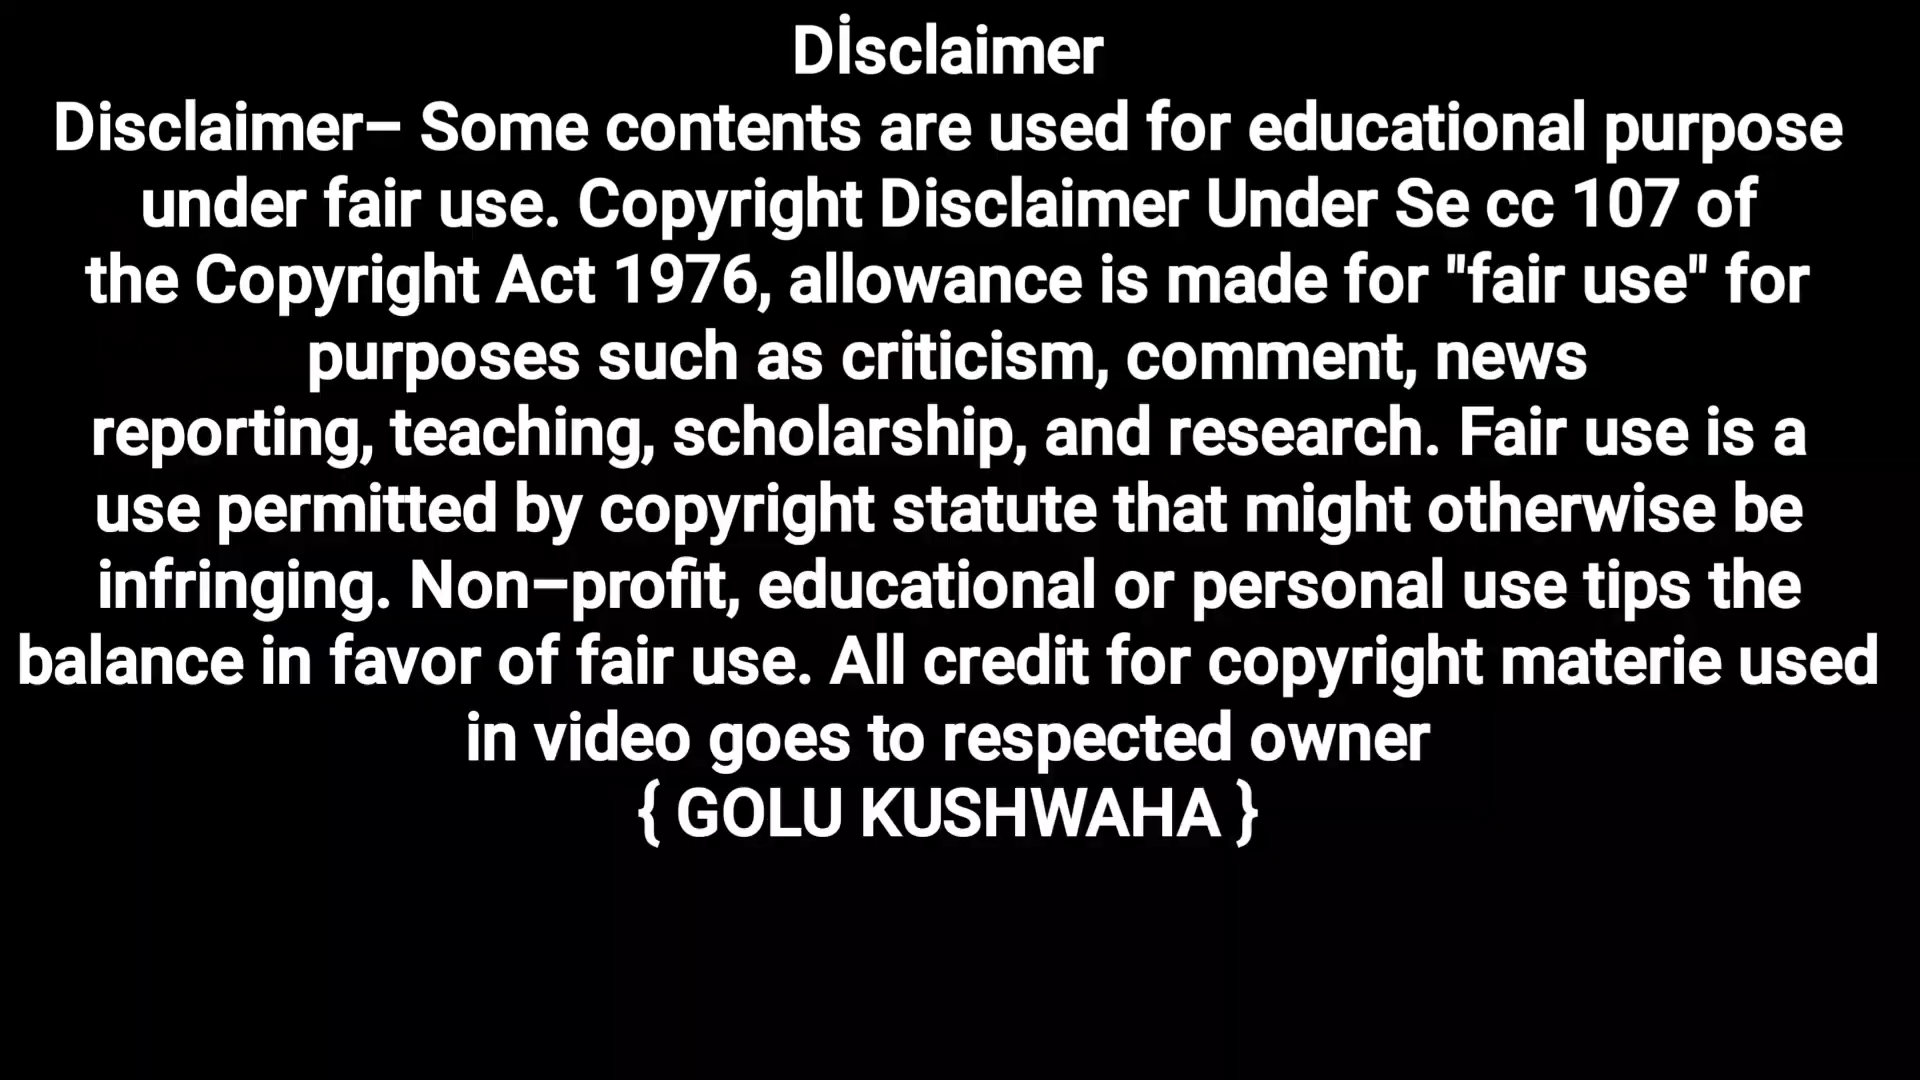 Dİsclaimer
Disclaimer– Some contents are used for educational purpose
under fair use. Copyright Disclaimer Under Se cc 107 of
the Copyright Act 1976, allowance is made for "fair use" for
purposes such as criticism, comment, news
reporting, teaching, scholarship, and research. Fair use is a
use permitted by copyright statute that might otherwise be
infringing. Non–profit, educational or personal use tips the
balance in favor of fair use. All credit for copyright materie used
in video goes to respected owner
{ GOLU KUSHWAHA }